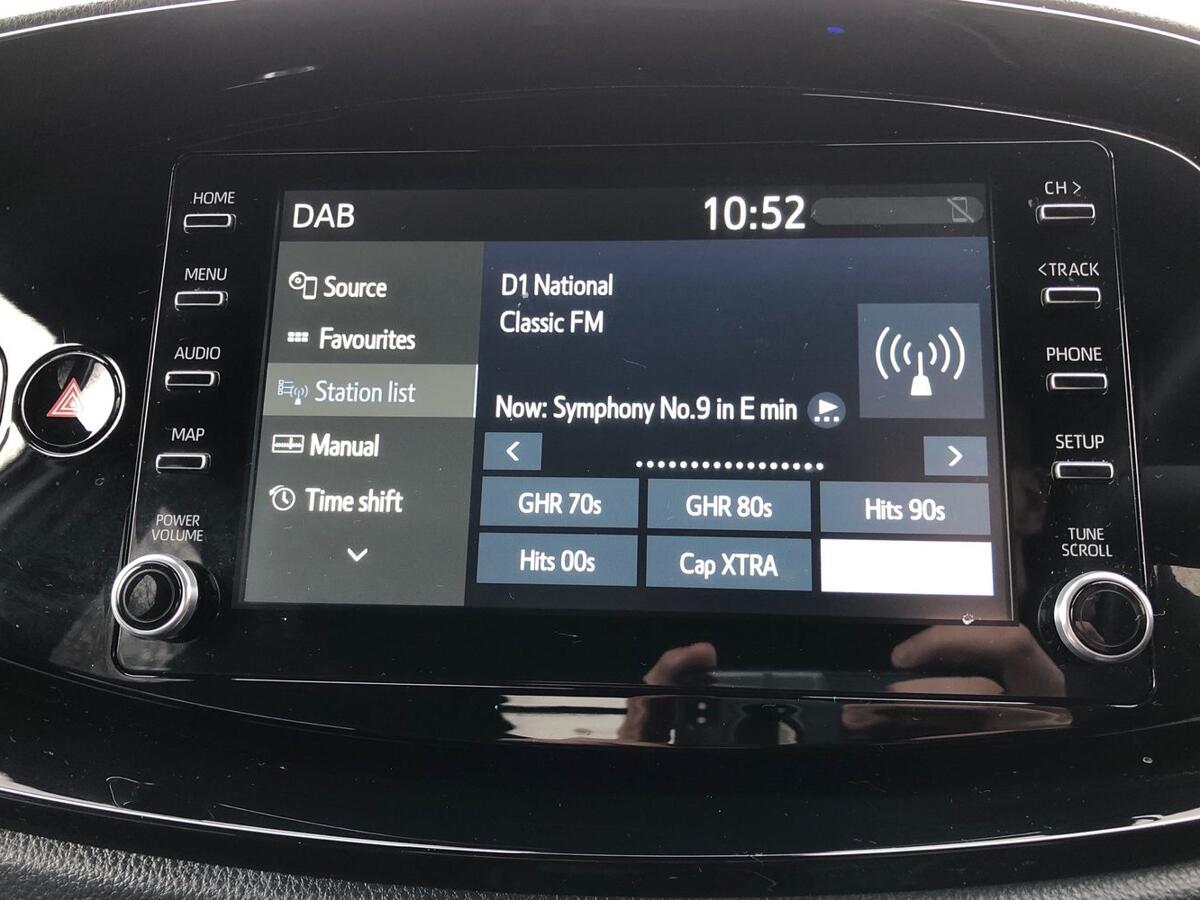 HOME
MENU
AUDIO
MAP
POWER
VOLUME
DAB
10:52
Source
Favourites
Station list
Manual
Time shift
D1 National
Classic FM
Now: Symphony No.9 in E min
<
>
GHR 70s
GHR 80s
Hits 90s
Hits 00s
Cap XTRA
CH >
<TRACK
PHONE
SETUP
TUNE
SCROLL